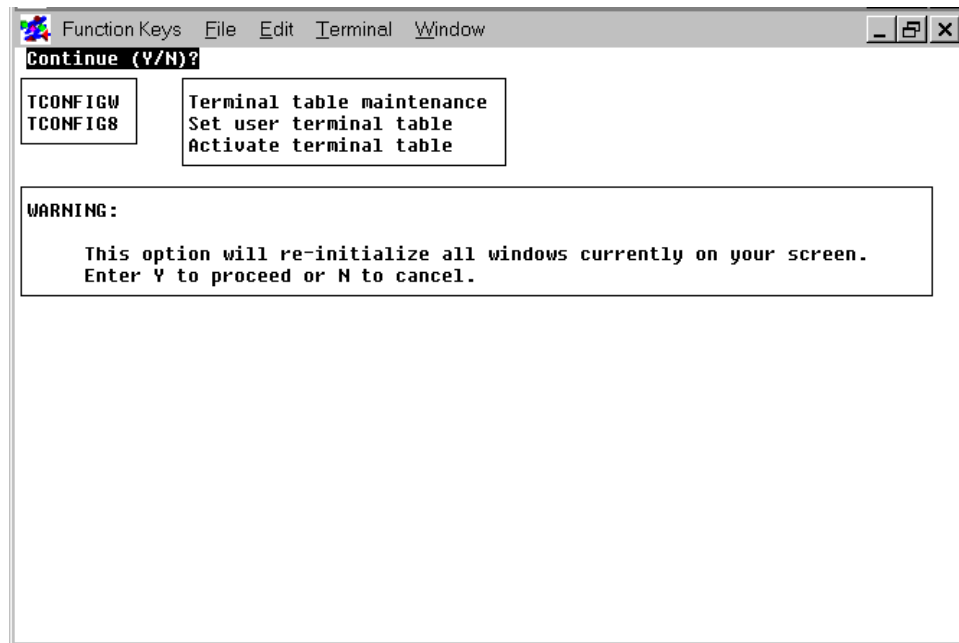 Function Keys File Edit Terminal Window
Continue (Y/N)?
TCONFIGW
TCONFIG8
Terminal table maintenance
Set user terminal table
Activate terminal table
WARNING:
This option will re-initialize all windows currently on your screen.
Enter Y to proceed or N to cancel.